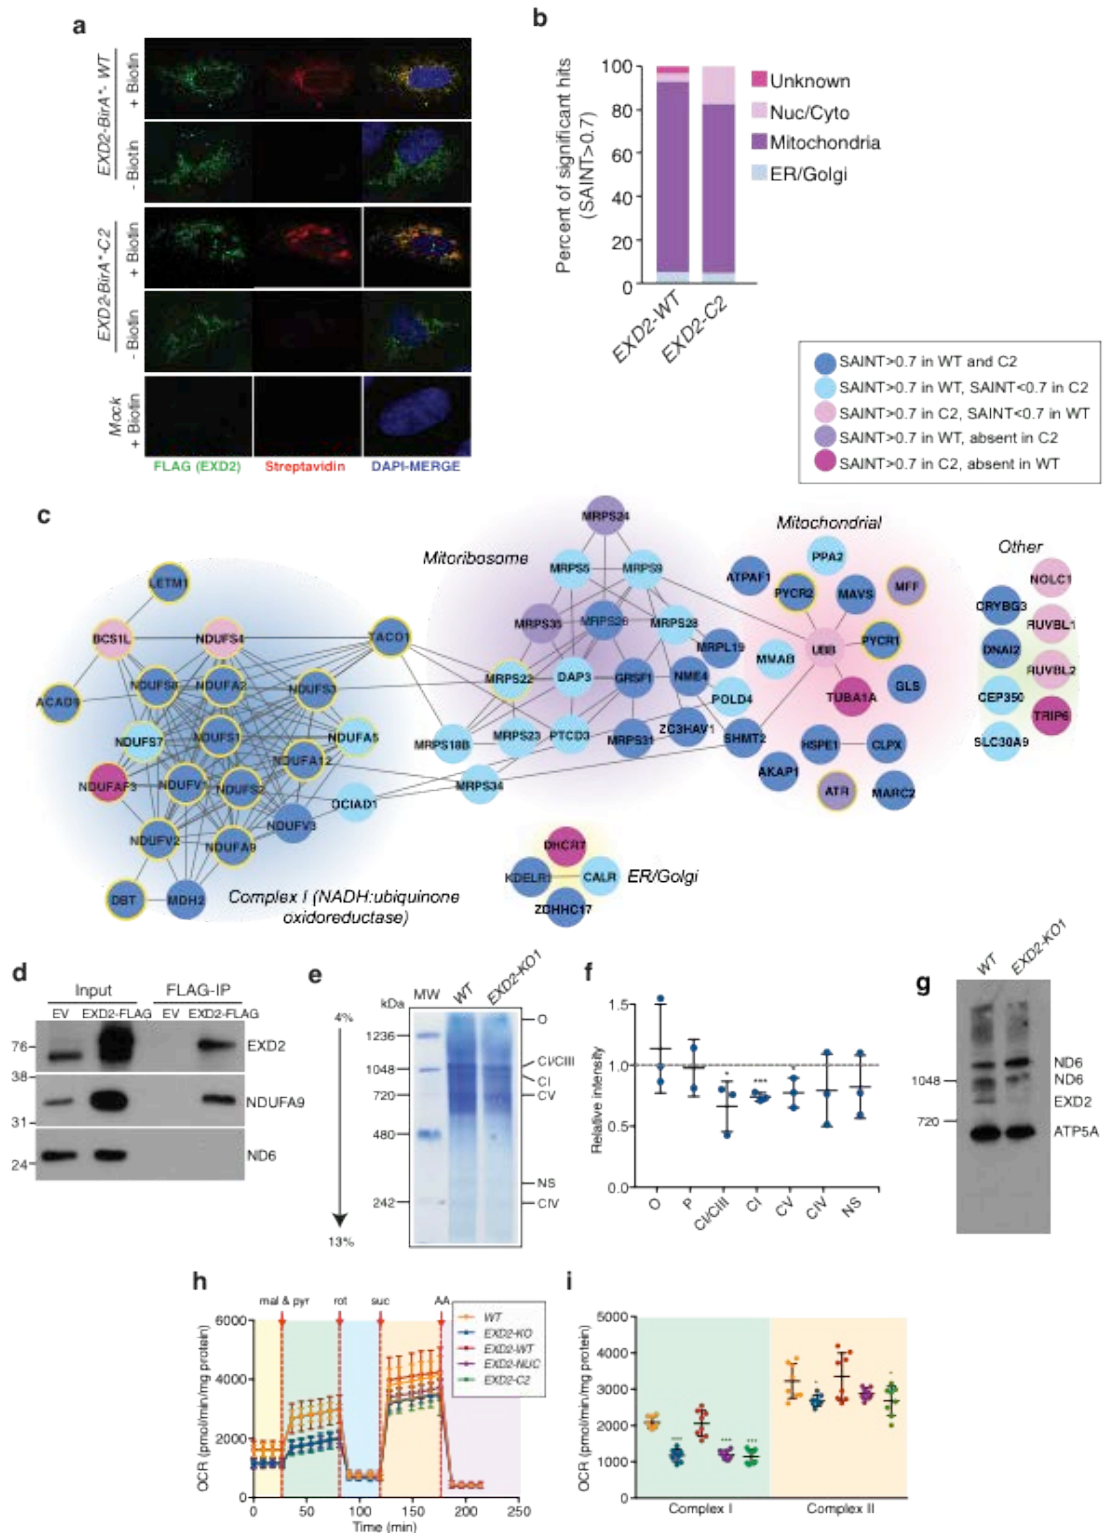 a
EXD2-BirA*- WT
+ Biotin
- Biotin
EXD2-BirA*-C2
+ Biotin
- Biotin
Mock
+ Biotin
FLAG (EXD2)
Streptavidin
DAPI-MERGE
b
Percent of significant hits
(SAINT>0.7)
100
80
60
40
20
0
EXD2-WT
EXD2-C2
Unknown
Nuc/Cyto
Mitochondria
ER/Golgi
SAINT>0.7 in WT and C2
SAINT>0.7 in WT, SAINT<0.7 in C2
SAINT>0.7 in C2, SAINT<0.7 in WT
SAINT>0.7 in WT, absent in C2
SAINT>0.7 in C2, absent in WT
c
LETM1
BCS1L
NDUFS4
TACO1
ACAD9
NDUFS8
NDUFA2
NDUFS3
NDUFS7
NDUFS1
NDUFA5
NDUFA12
NDUFAF3
NDUFV1
NDUFS2
OCIAD1
NDUFV3
NDUFV2
NDUFA9
DBT
MDH2
Complex I (NADH:ubiquinone
oxidoreductase)
Mitoribosome
MRPS24
MRPS5
MRPS9
MRPS35
MRPS26
MRPS28
MRPL19
MRPS22
DAP3
GRSF1
NME4
POLD4
MRPS18B
MRPS23
PTCD3
MRPS31
ZC3HAV1
SHMT2
MRPS34
Mitochondrial
PPA2
ATPAF1
PYCR2
MAVS
MFF
MMAB
UBB
PYCR1
TUBA1A
GLS
HSPE1
CLPX
AKAP1
ATR
MARC2
Other
NOLC1
CRYBG3
RUVBL1
DNAI2
RUVBL2
CEP350
TRIP6
SLC30A9
DHCR7
KDELR1
CALR
ZDHHC17
ER/Golgi
d
Input
FLAG-IP
EV
EXD2-FLAG
EV
EXD2-FLAG
76
38
31
24
EXD2
NDUFA9
ND6
e
kDa
MW
WT
EXD2-KO1
4%
13%
1236
1048
720
480
242
O
CI/CIII
CI
CV
NS
CIV
f
Relative intensity
1.5
1.0
0.5
0.0
*
***
*
O
P
CI/CIII
CI
CV
CIV
NS
g
WT
EXD2-KO1
1048
720
ND6
ND6
EXD2
ATP5A
h
mal & pyr
rot
suc
AA
OCR (pmol/min/mg protein)
6000
4000
2000
0
0
50
100
150
200
250
Time (min)
WT
EXD2-KO
EXD2-WT
EXD2-NUC
EXD2-C2
i
OCR (pmol/min/mg protein)
5000
4000
3000
2000
1000
0
***
***
***
*
*
Complex I
Complex II